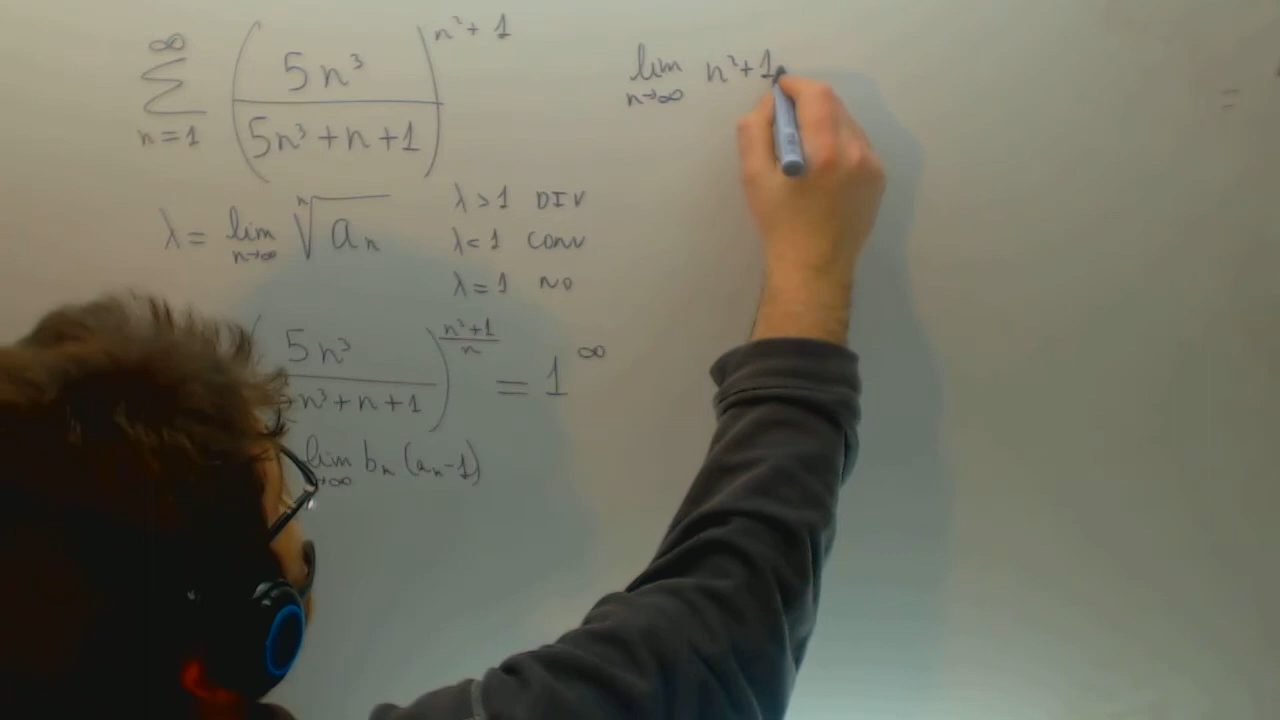 ∞ ∑ n=1 (5n³ / 5n³+n+1)^(n²+1)
λ = lim n→∞ ⁿ√aₙ
λ>1 DIV
λ<1 CONV
λ=1 NO
(5n³ / 5n³+n+1)^((n²+1)/n) = 1^∞
lim →∞ bₙ(aₙ-1)
lim n→∞ n²+1
=